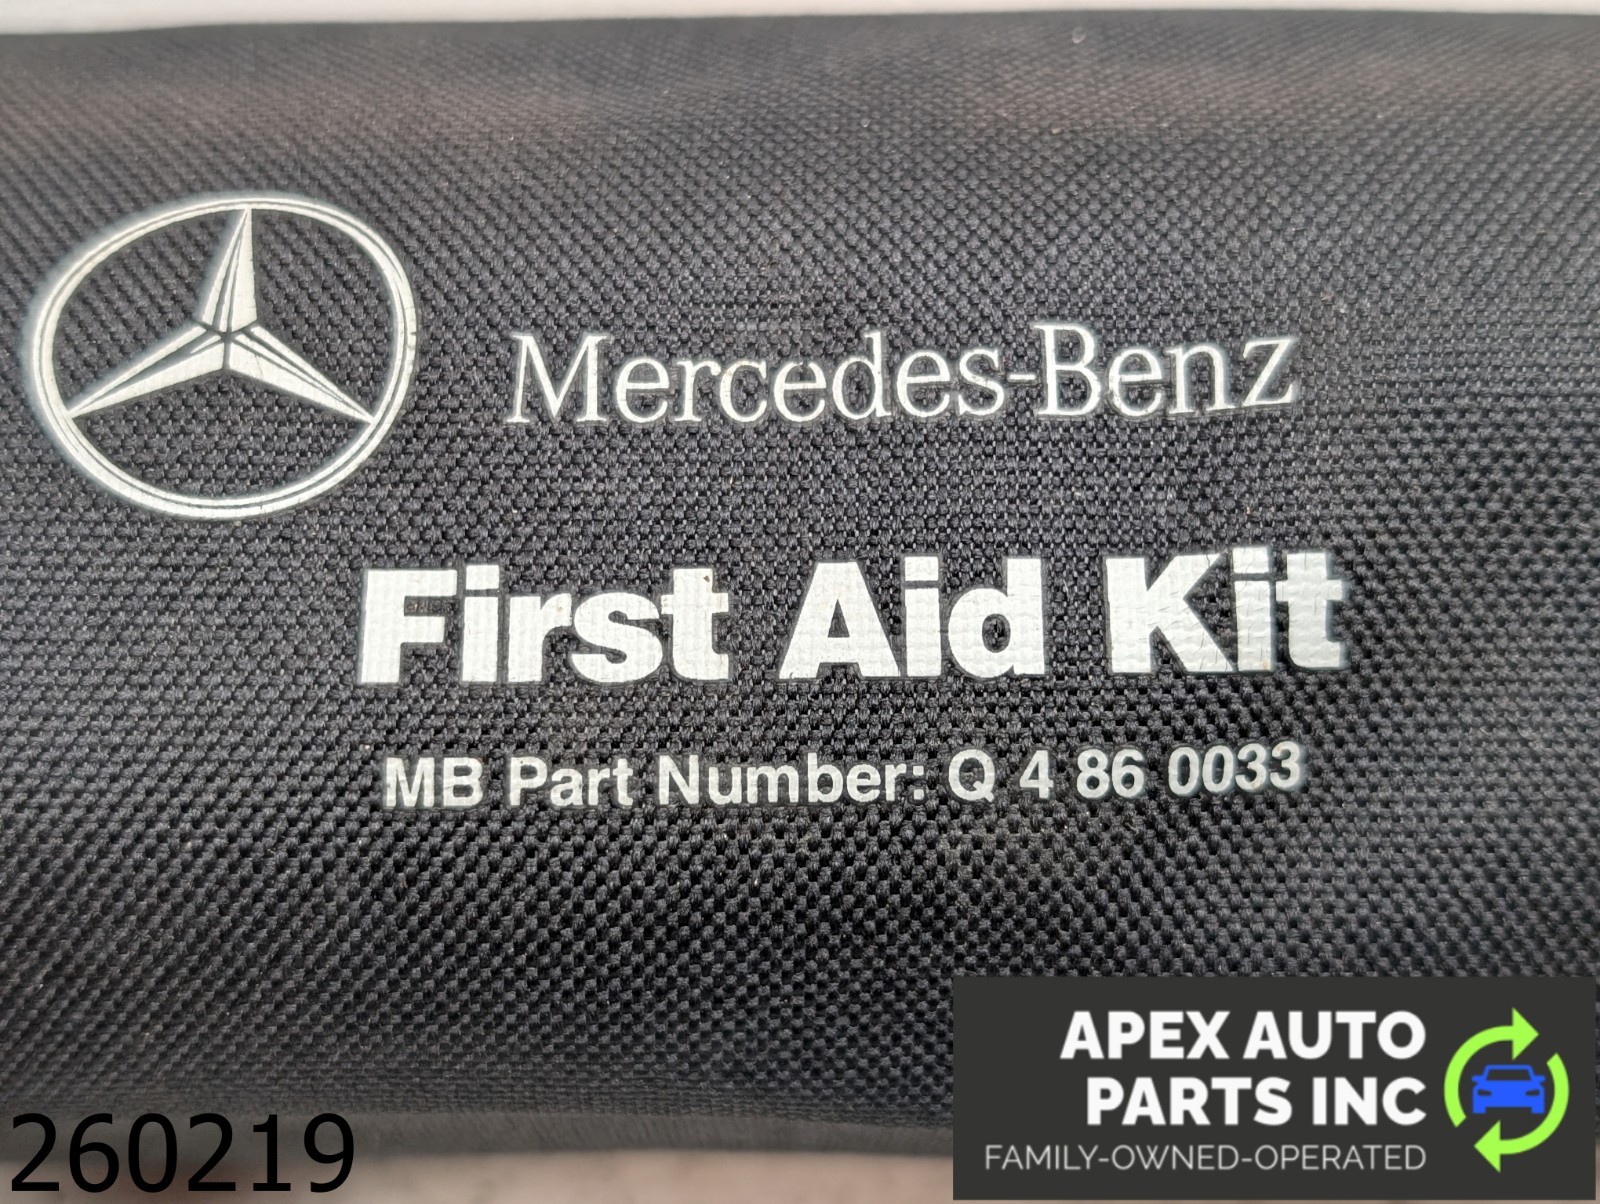 Mercedes-Benz
First Aid Kit
MB Part Number: Q 4 86 0033
APEX AUTO
PARTS INC
FAMILY-OWNED-OPERATED
260219